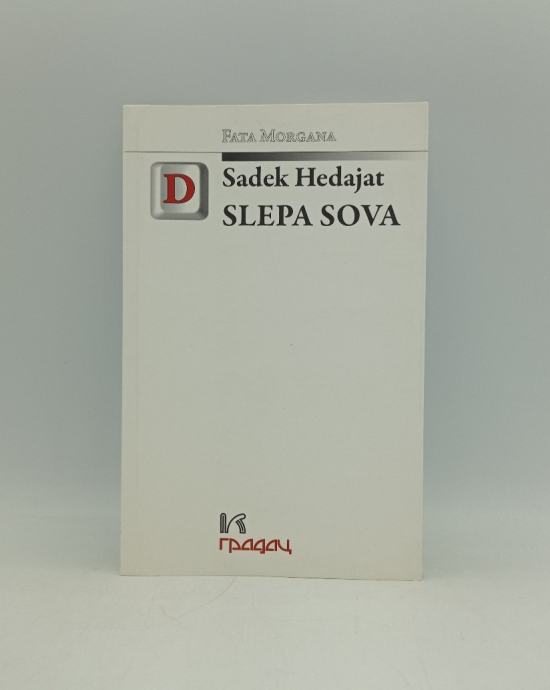 Fata Morgana
D
Sadek Hedajat
SLEPA SOVA
K
градац